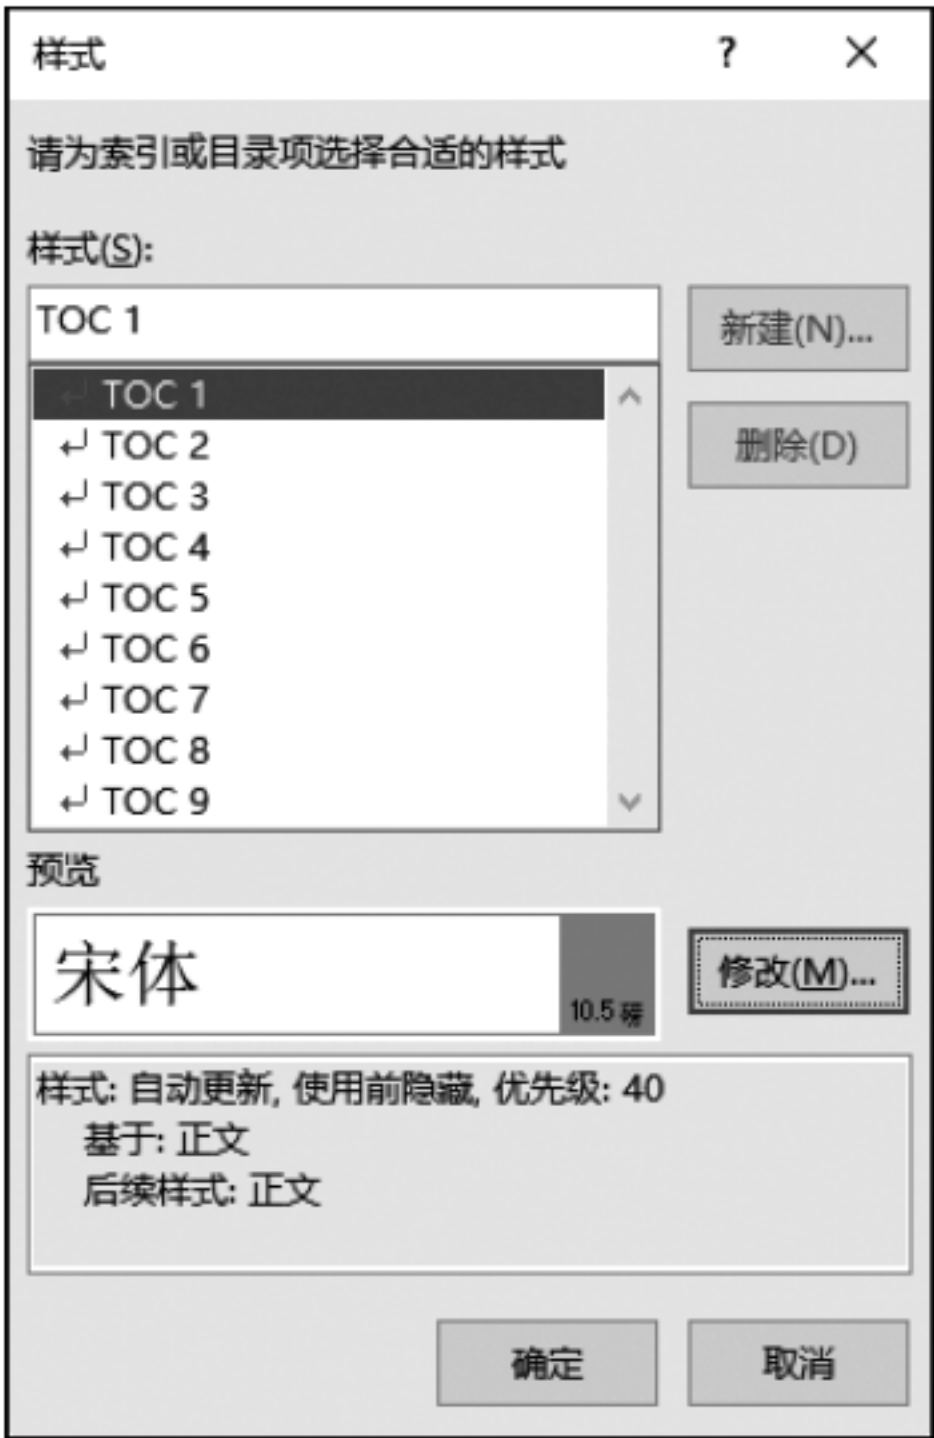 样式 ? ×
请为索引或目录项选择合适的样式
样式(S):
TOC 1
新建(N)...
TOC 1
删除(D)
TOC 2
TOC 3
TOC 4
TOC 5
TOC 6
TOC 7
TOC 8
TOC 9
预览
宋体
10.5 磅
修改(M)...
样式: 自动更新, 使用前隐藏, 优先级: 40
基于: 正文
后续样式: 正文
确定
取消